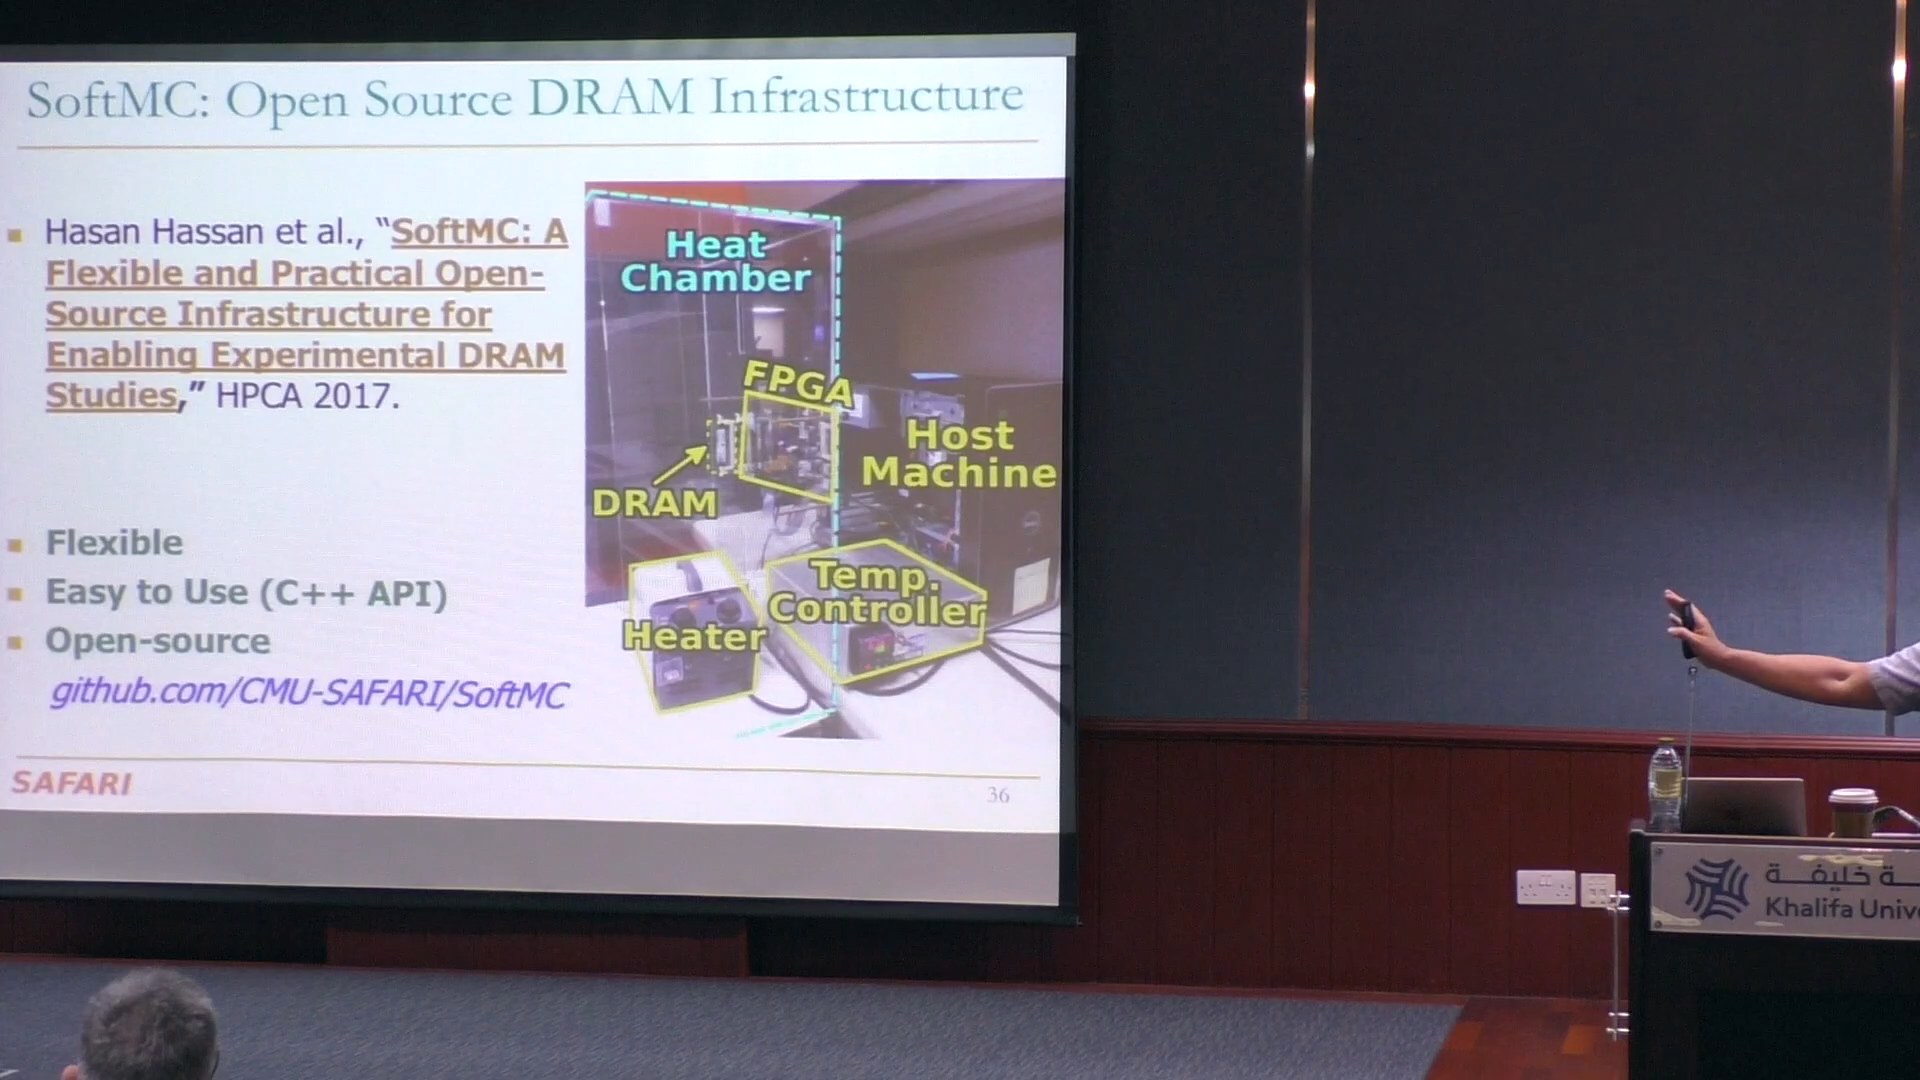 SoftMC: Open Source DRAM Infrastructure
Hasan Hassan et al., “SoftMC: A
Flexible and Practical Open-
Source Infrastructure for
Enabling Experimental DRAM
Studies,” HPCA 2017.
Flexible
Easy to Use (C++ API)
Open-source
github.com/CMU-SAFARI/SoftMC
Heat
Chamber
FPGA
Host
Machine
DRAM
Temp.
Controller
Heater
SAFARI
36
خليفة
Khalifa